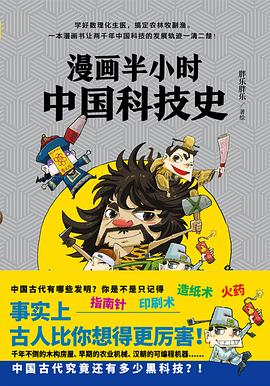 学好数理化生医，搞定农林牧副渔。
一本漫画书让两千年中国科技的发展轨迹一清二楚！
漫画半小时
中国科技史
胖乐胖乐/著绘
中国古代有哪些发明？你是不是只记得
指南针 印刷术 造纸术 火药
事实上
古人比你想得更厉害！
千年不倒的木构房屋、早期的农业机械、汉朝的可编程机器……
中国古代究竟还有多少黑科技？！